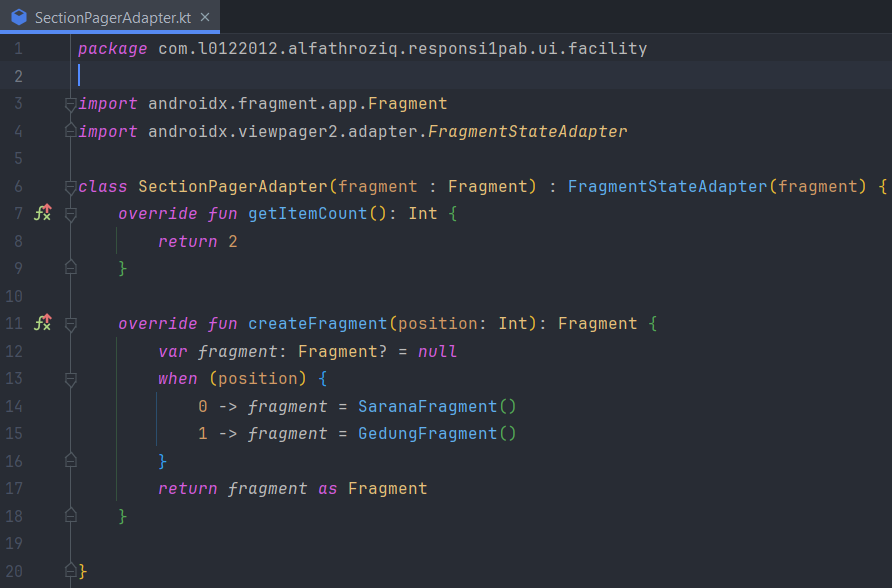 SectionPagerAdapter.kt ×
1 package com.l0122012.alfathroziq.responsi1pab.ui.facility
2
3 import androidx.fragment.app.Fragment
4 import androidx.viewpager2.adapter.FragmentStateAdapter
5
6 class SectionPagerAdapter(fragment : Fragment) : FragmentStateAdapter(fragment) {
7     override fun getItemCount(): Int {
8         return 2
9     }
10
11     override fun createFragment(position: Int): Fragment {
12         var fragment: Fragment? = null
13         when (position) {
14             0 -> fragment = SaranaFragment()
15             1 -> fragment = GedungFragment()
16         }
17         return fragment as Fragment
18     }
19
20 }